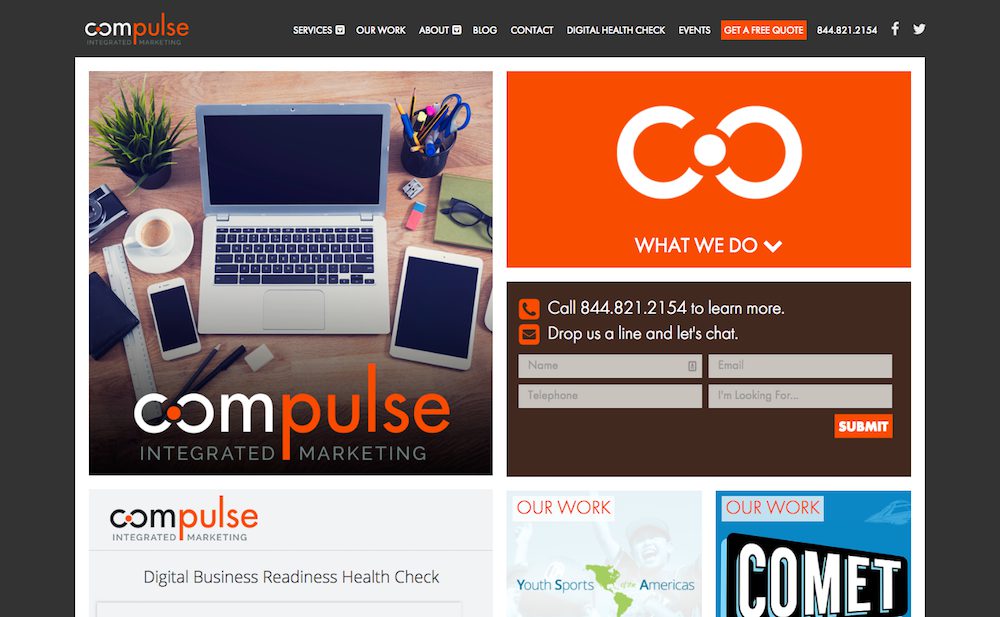 compulse
INTEGRATED MARKETING
SERVICES OUR WORK ABOUT BLOG CONTACT DIGITAL HEALTH CHECK EVENTS GET A FREE QUOTE 844.821.2154
compulse
INTEGRATED MARKETING
WHAT WE DO
Call 844.821.2154 to learn more.
Drop us a line and let's chat.
Name Email
Telephone I'm Looking For...
SUBMIT
compulse
INTEGRATED MARKETING
Digital Business Readiness Health Check
OUR WORK
Youth Sports of the Americas
OUR WORK
COMET